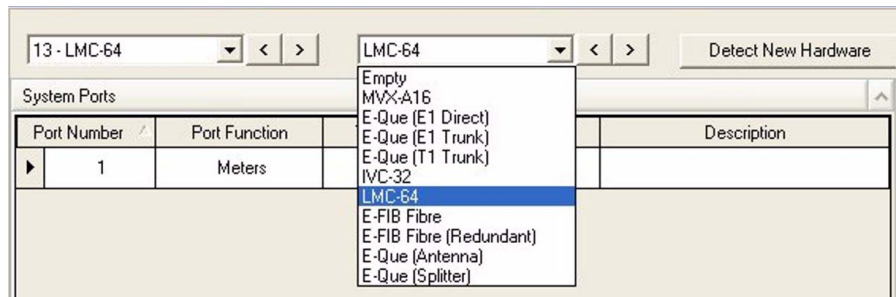 13 - LMC-64 < > LMC-64 < > Detect New Hardware
Empty
System Ports
MVX-A16
E-Que (E1 Direct)
Port Number Port Function Description
E-Que (E1 Trunk)
E-Que (T1 Trunk)
1 Meters
IVC-32
LMC-64
E-FIB Fibre
E-FIB Fibre (Redundant)
E-Que (Antenna)
E-Que (Splitter)